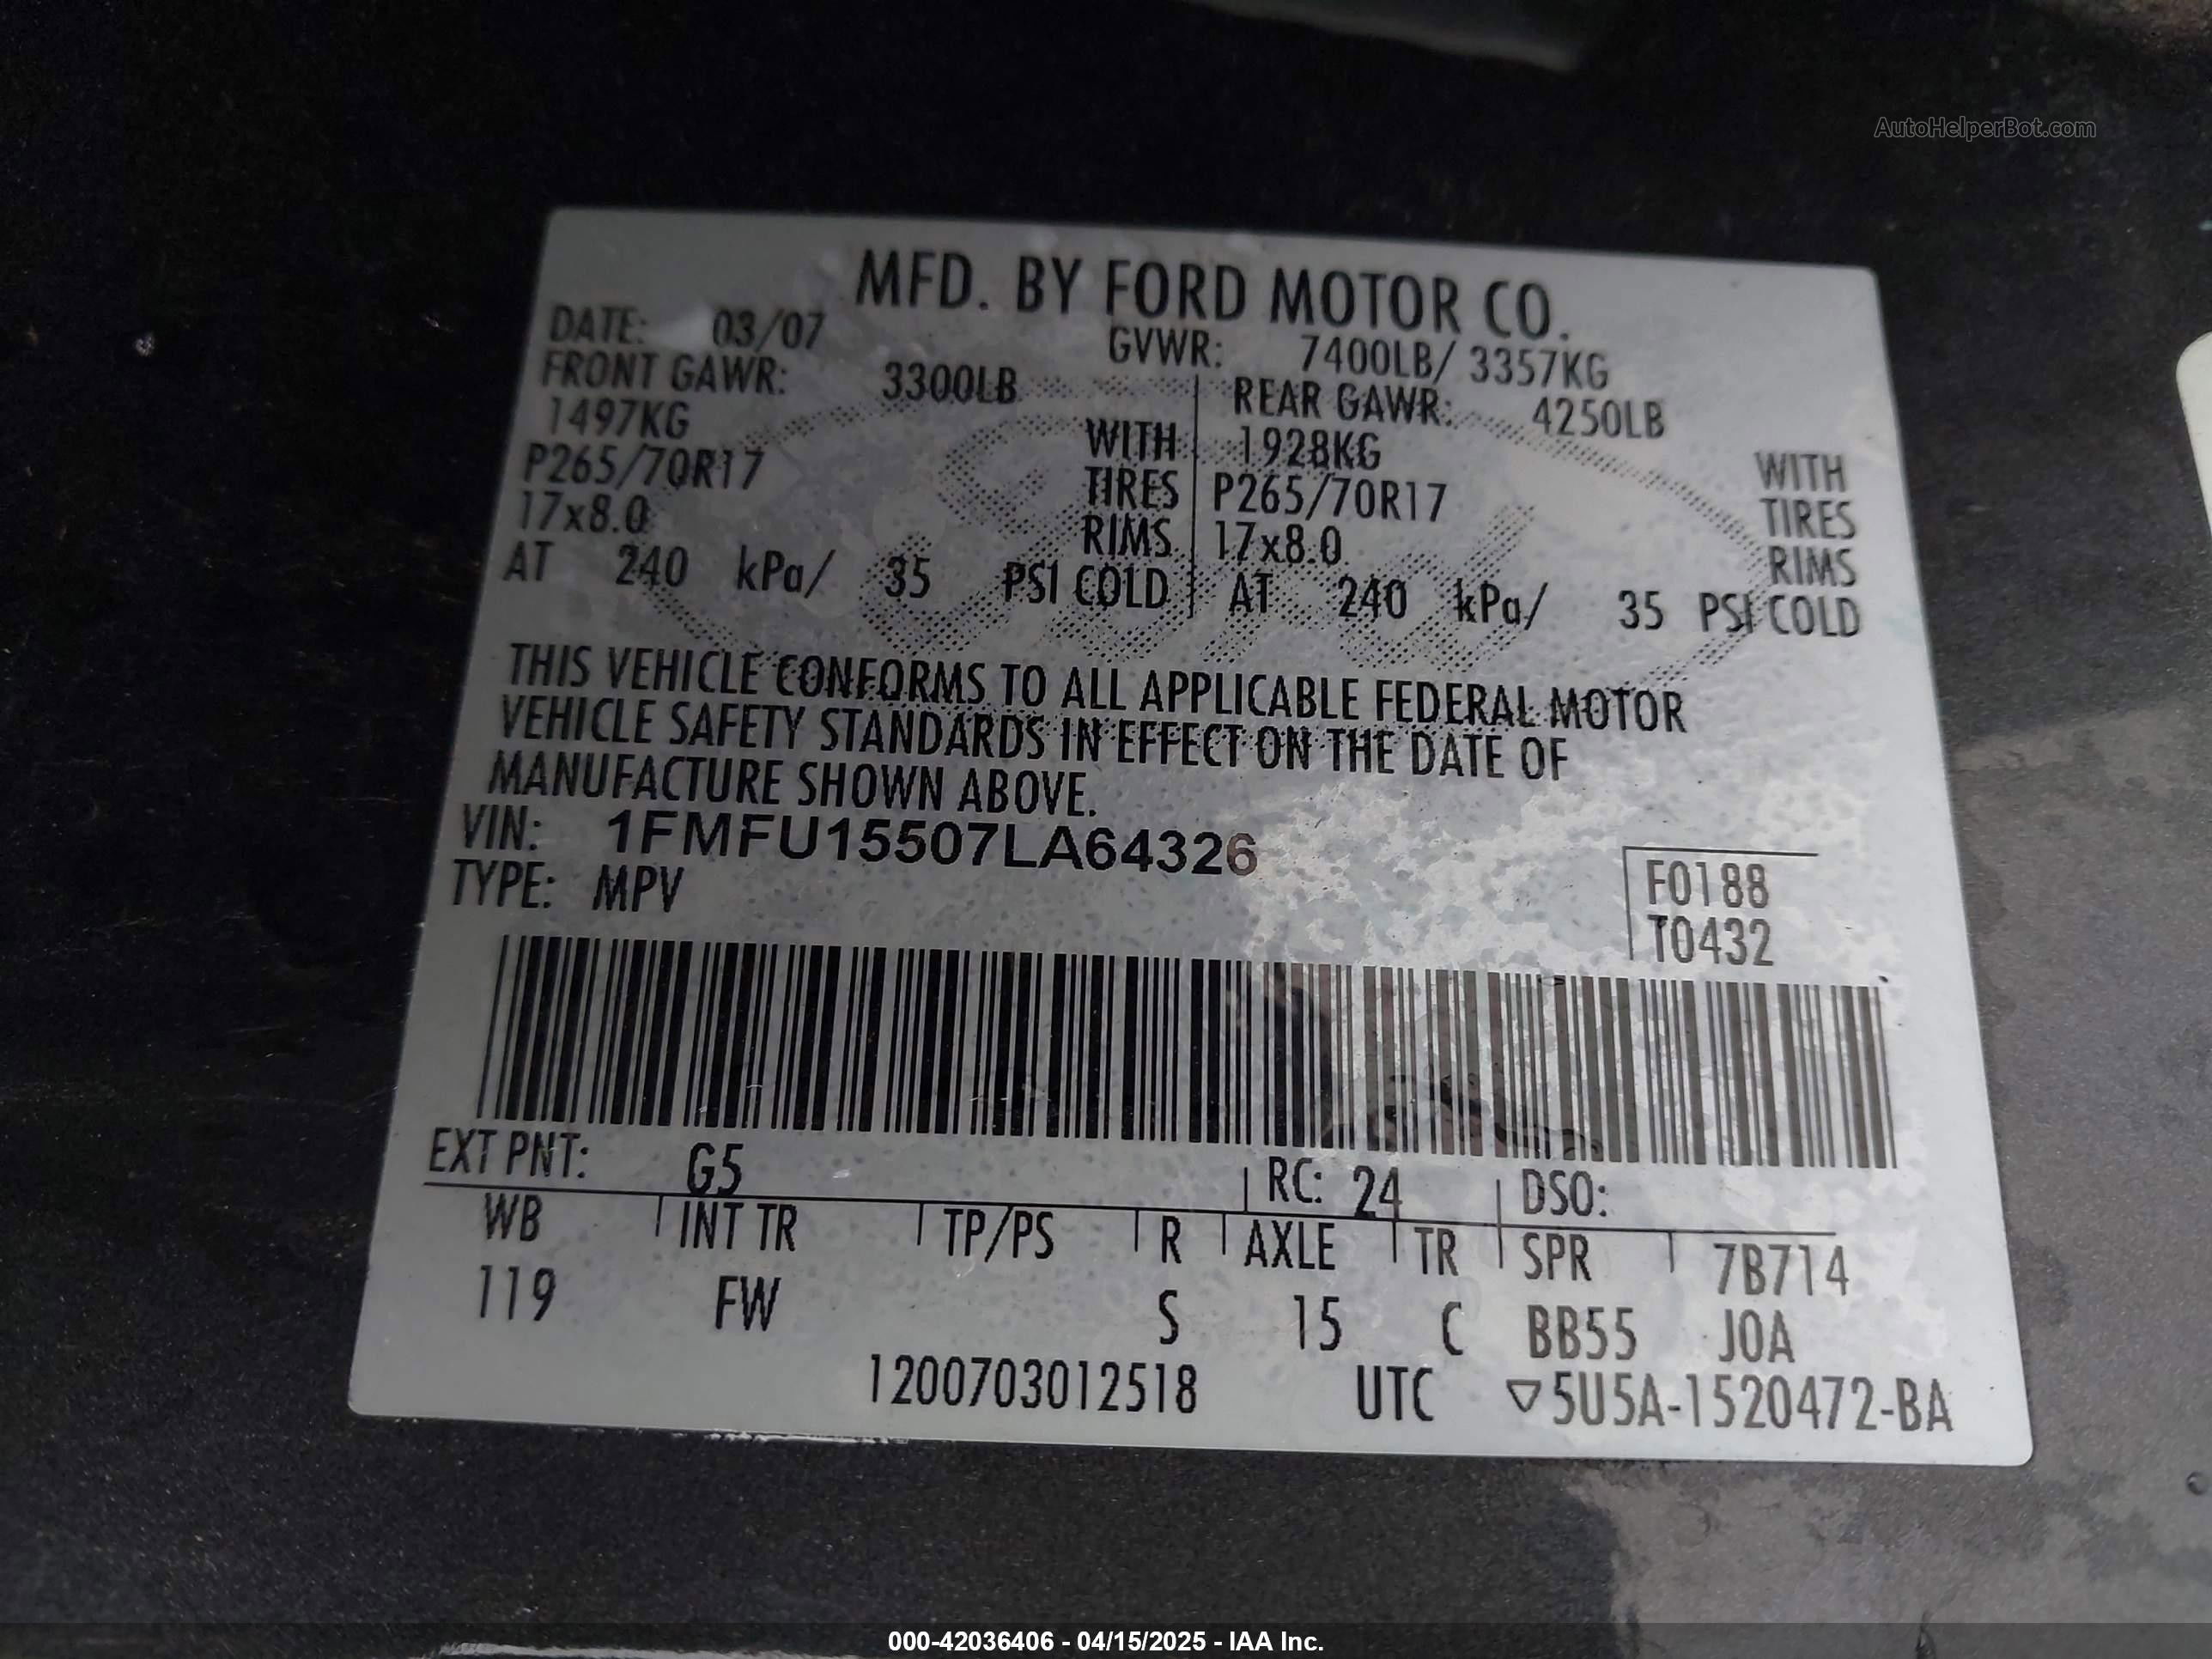 AutoHelperBot.com
MFD. BY FORD MOTOR CO.
DATE: 03/07 GVWR: 7400LB/ 3357KG
FRONT GAWR: 3300LB REAR GAWR: 4250LB
1497KG WITH 1928KG WITH
P265/70R17 TIRES P265/70R17 TIRES
17x8.0 RIMS 17x8.0 RIMS
AT 240 kPa/ 35 PSI COLD AT 240 kPa/ 35 PSI COLD
THIS VEHICLE CONFORMS TO ALL APPLICABLE FEDERAL MOTOR
VEHICLE SAFETY STANDARDS IN EFFECT ON THE DATE OF
MANUFACTURE SHOWN ABOVE.
VIN: 1FMFU15507LA64326
TYPE: MPV
F0188
T0432
EXT PNT: G5 RC: 24 DSO:
WB INT TR TP/PS R AXLE TR SPR 7B714
119 FW S 15 C BB55 JOA
1200703012518 UTC ▽5U5A-1520472-BA
000-42036406 - 04/15/2025 - IAA Inc.